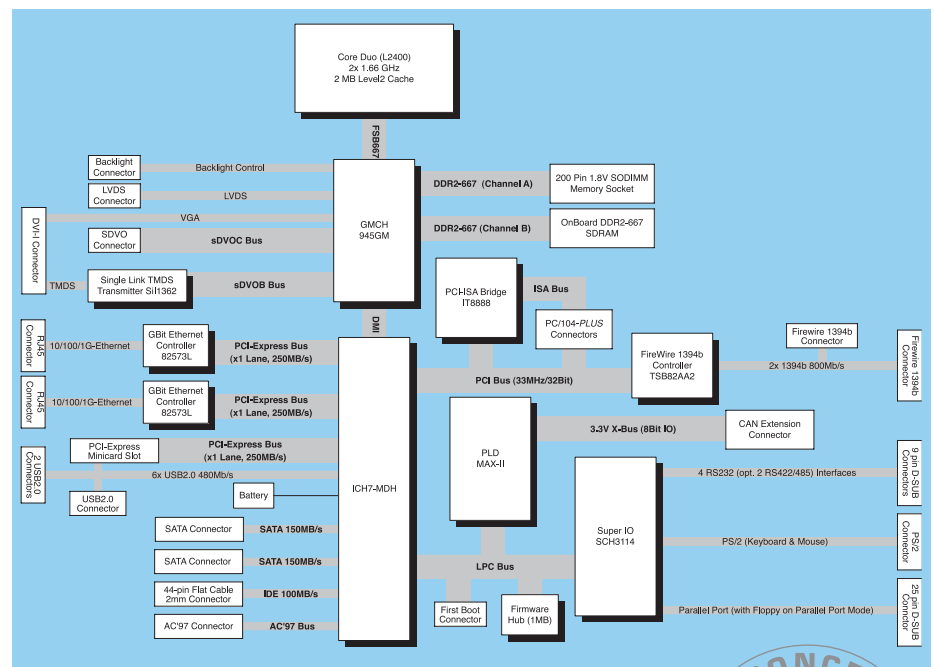 Core Duo (L2400)
2x 1.66 GHz
2 MB Level2 Cache
FSB667
Backlight
Connector
Backlight Control
LVDS
Connector
LVDS
VGA
DVI-I Connector
SDVO
Connector
sDVOC Bus
TMDS
Single Link TMDS
Transmitter SiI1362
sDVOB Bus
GMCH
945GM
DDR2-667 (Channel A)
200 Pin 1.8V SODIMM
Memory Socket
DDR2-667 (Channel B)
OnBoard DDR2-667
SDRAM
DMI
PCI-ISA Bridge
IT8888
ISA Bus
PC/104-PLUS
Connectors
PCI Bus (33MHz/32Bit)
FireWire 1394b
Controller
TSB82AA2
Firewire 1394b
Connector
2x 1394b 800Mb/s
Firewire 1394b
Connector
RJ45
Connector
10/100/1G-Ethernet
GBit Ethernet
Controller
82573L
PCI-Express Bus
(x1 Lane, 250MB/s)
RJ45
Connector
10/100/1G-Ethernet
GBit Ethernet
Controller
82573L
PCI-Express Bus
(x1 Lane, 250MB/s)
2 USB2.0
Connectors
PCI-Express
Minicard Slot
PCI-Express Bus
(x1 Lane, 250MB/s)
6x USB2.0 480Mb/s
USB2.0
Connector
Battery
ICH7-MDH
SATA Connector
SATA 150MB/s
SATA Connector
SATA 150MB/s
44-pin Flat Cable
2mm Connector
IDE 100MB/s
AC'97 Connector
AC'97 Bus
PLD
MAX-II
3.3V X-Bus (8Bit IO)
CAN Extension
Connector
LPC Bus
First Boot
Connector
Firmware
Hub (1MB)
Super IO
SCH3114
4 RS232 (opt. 2 RS422/485) Interfaces
9 pin D-SUB
Connectors
PS/2 (Keyboard & Mouse)
PS/2
Connector
Parallel Port (with Floppy on Parallel Port Mode)
25 pin D-SUB
Connector